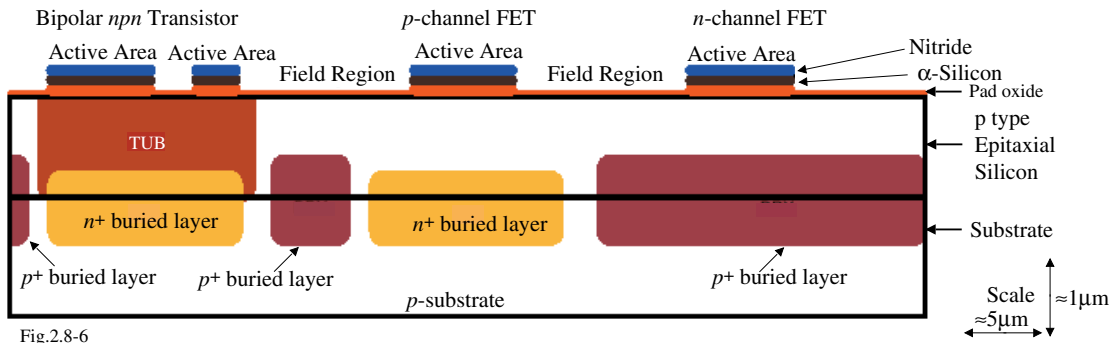 Bipolar npn Transistor
p-channel FET
n-channel FET
Active Area
Active Area
Active Area
Active Area
Field Region
Field Region
Nitride
α-Silicon
Pad oxide
p type
Epitaxial
Silicon
TUB
n+ buried layer
n+ buried layer
Substrate
p+ buried layer
p+ buried layer
p+ buried layer
p-substrate
Scale
≈1μm
≈5μm
Fig.2.8-6